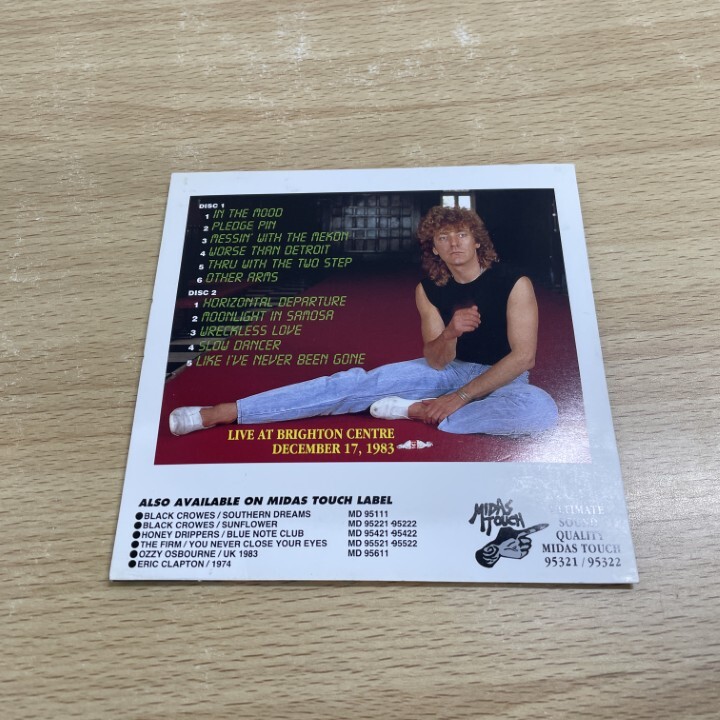 DISC 1
1 IN THE MOOD
2 PLEDGE PIN
3 MESSIN' WITH THE MEKON
4 WORSE THAN DETROIT
5 THRU WITH THE TWO STEP
6 OTHER ARMS
DISC 2
1 HORIZONTAL DEPARTURE
2 MOONLIGHT IN SAMOSA
3 WRECKLESS LOVE
4 SLOW DANCER
5 LIKE I'VE NEVER BEEN GONE
LIVE AT BRIGHTON CENTRE
DECEMBER 17, 1983
ALSO AVAILABLE ON MIDAS TOUCH LABEL
●BLACK CROWES / SOUTHERN DREAMS MD 95111
●BLACK CROWES / SUNFLOWER MD 95221·95222
●HONEY DRIPPERS / BLUE NOTE CLUB MD 95421·95422
●THE FIRM / YOU NEVER CLOSE YOUR EYES MD 95521·95522
●OZZY OSBOURNE / UK 1983 MD 95611
●ERIC CLAPTON / 1974
MIDAS
TOUCH
ULTIMATE
SOUND
QUALITY
MIDAS TOUCH
95321 / 95322